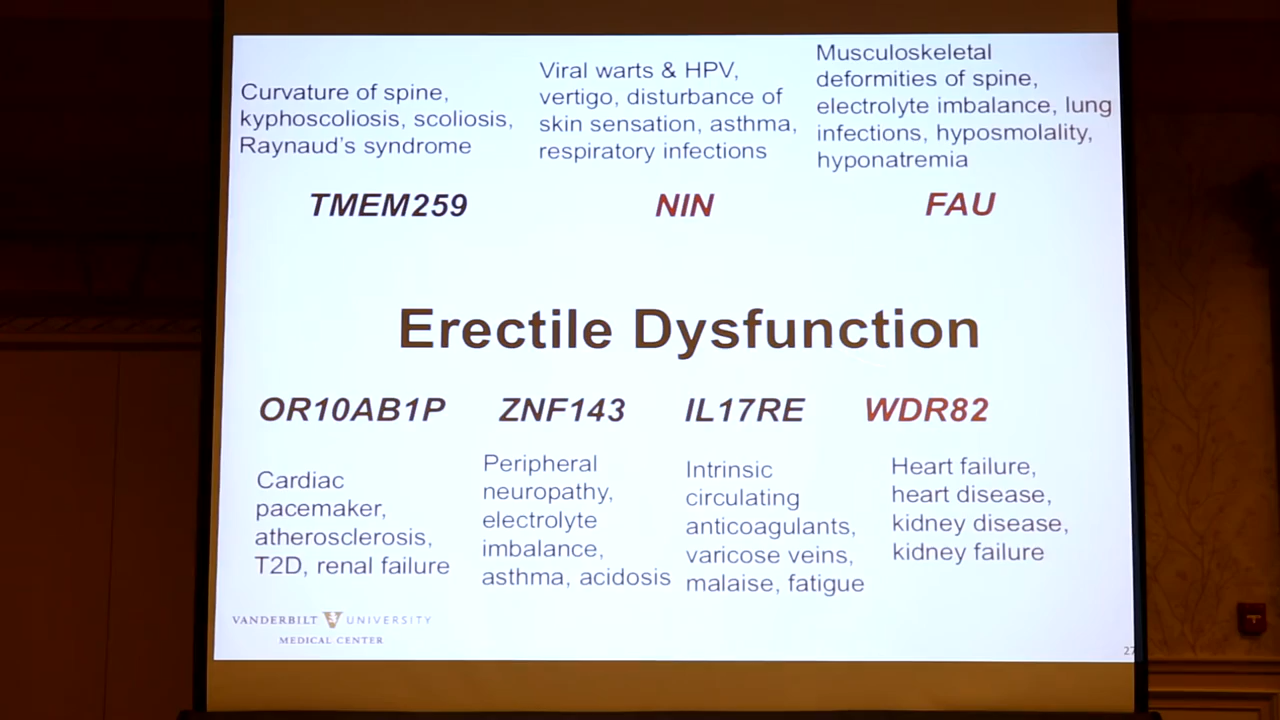 Curvature of spine,
kyphoscoliosis, scoliosis,
Raynaud's syndrome
TMEM259
Viral warts & HPV,
vertigo, disturbance of
skin sensation, asthma,
respiratory infections
NIN
Musculoskeletal
deformities of spine,
electrolyte imbalance, lung
infections, hyposmolality,
hyponatremia
FAU
Erectile Dysfunction
OR10AB1P
Cardiac
pacemaker,
atherosclerosis,
T2D, renal failure
ZNF143
Peripheral
neuropathy,
electrolyte
imbalance,
asthma, acidosis
IL17RE
Intrinsic
circulating
anticoagulants,
varicose veins,
malaise, fatigue
WDR82
Heart failure,
heart disease,
kidney disease,
kidney failure
VANDERBILT V UNIVERSITY
MEDICAL CENTER
27